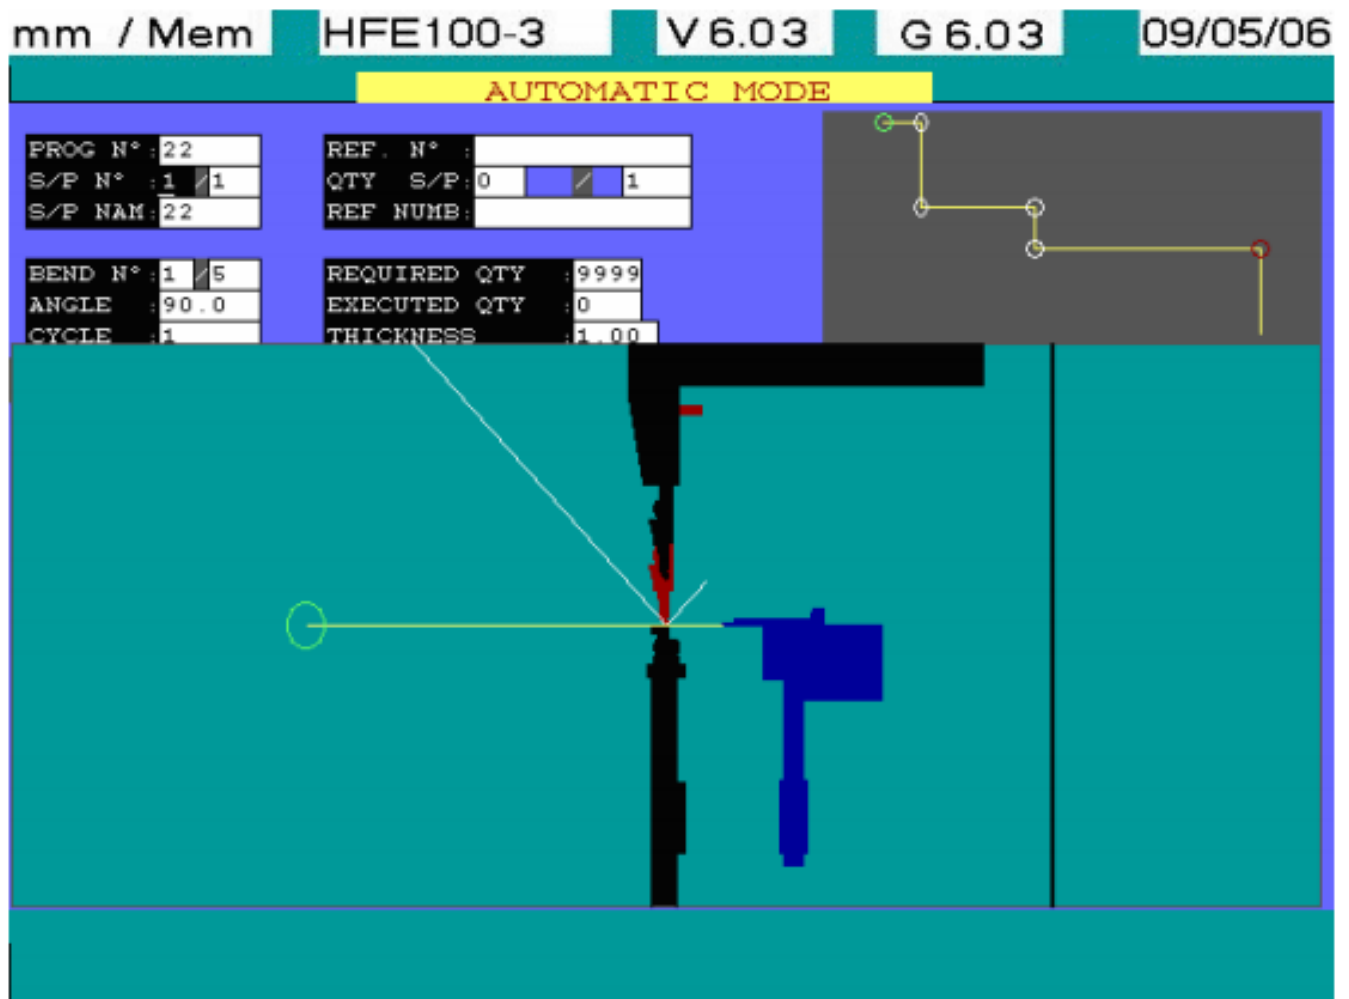 mm / Mem HFE100-3 V 6.03 G 6.03 09/05/06
AUTOMATIC MODE
PROG N° :22 REF. N° :
S/P N° :1 /1 QTY S/P:0 / 1
S/P NAM:22 REF NUMB:
BEND N° :1 /5 REQUIRED QTY :9999
ANGLE :90.0 EXECUTED QTY :0
CYCLE :1 THICKNESS :1.00